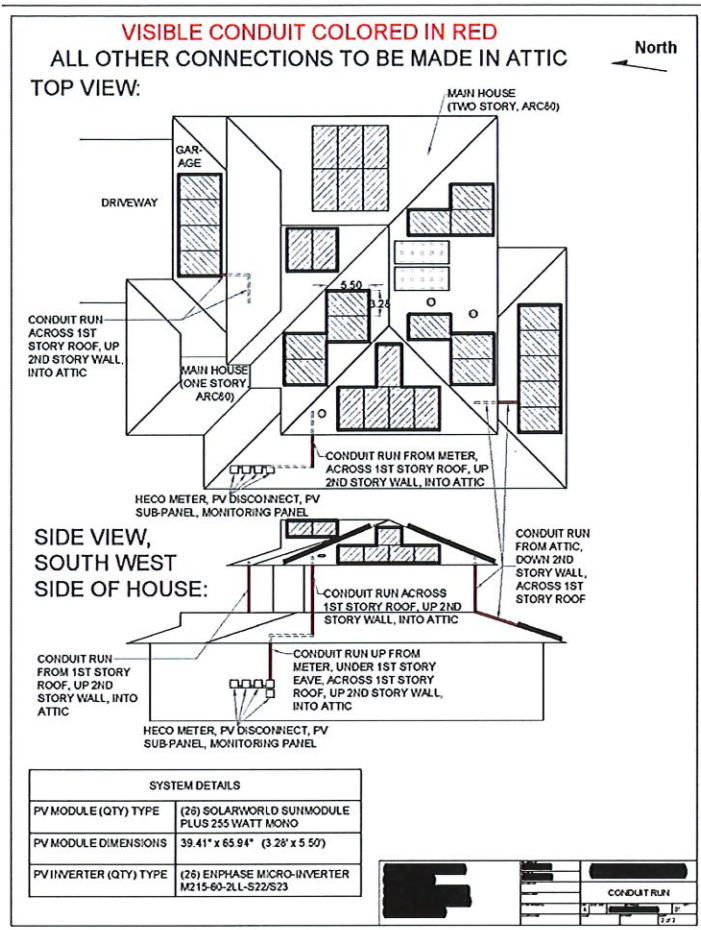 VISIBLE CONDUIT COLORED IN RED
ALL OTHER CONNECTIONS TO BE MADE IN ATTIC
North
TOP VIEW:
MAIN HOUSE
(TWO STORY, ARC80)
GAR-
AGE
DRIVEWAY
5.50
3.28
CONDUIT RUN
ACROSS 1ST
STORY ROOF, UP
2ND STORY WALL,
INTO ATTIC
MAIN HOUSE
(ONE STORY,
ARC80)
CONDUIT RUN FROM METER,
ACROSS 1ST STORY ROOF, UP
2ND STORY WALL, INTO ATTIC
HECO METER, PV DISCONNECT, PV
SUB-PANEL, MONITORING PANEL
SIDE VIEW,
SOUTH WEST
SIDE OF HOUSE:
CONDUIT RUN
FROM ATTIC,
DOWN 2ND
STORY WALL,
ACROSS 1ST
STORY ROOF
CONDUIT RUN ACROSS
1ST STORY ROOF, UP 2ND
STORY WALL, INTO ATTIC
CONDUIT RUN
FROM 1ST STORY
ROOF, UP 2ND
STORY WALL, INTO
ATTIC
CONDUIT RUN UP FROM
METER, UNDER 1ST STORY
EAVE, ACROSS 1ST STORY
ROOF, UP 2ND STORY WALL,
INTO ATTIC
HECO METER, PV DISCONNECT, PV
SUB-PANEL, MONITORING PANEL
SYSTEM DETAILS
PV MODULE (QTY) TYPE (26) SOLARWORLD SUNMODULE
PLUS 255 WATT MONO
PV MODULE DIMENSIONS 39.41" x 65.94" (3.28' x 5.50')
PV INVERTER (QTY) TYPE (26) ENPHASE MICRO-INVERTER
M215-60-2LL-S22/S23
CONDUIT RUN
2 of 2